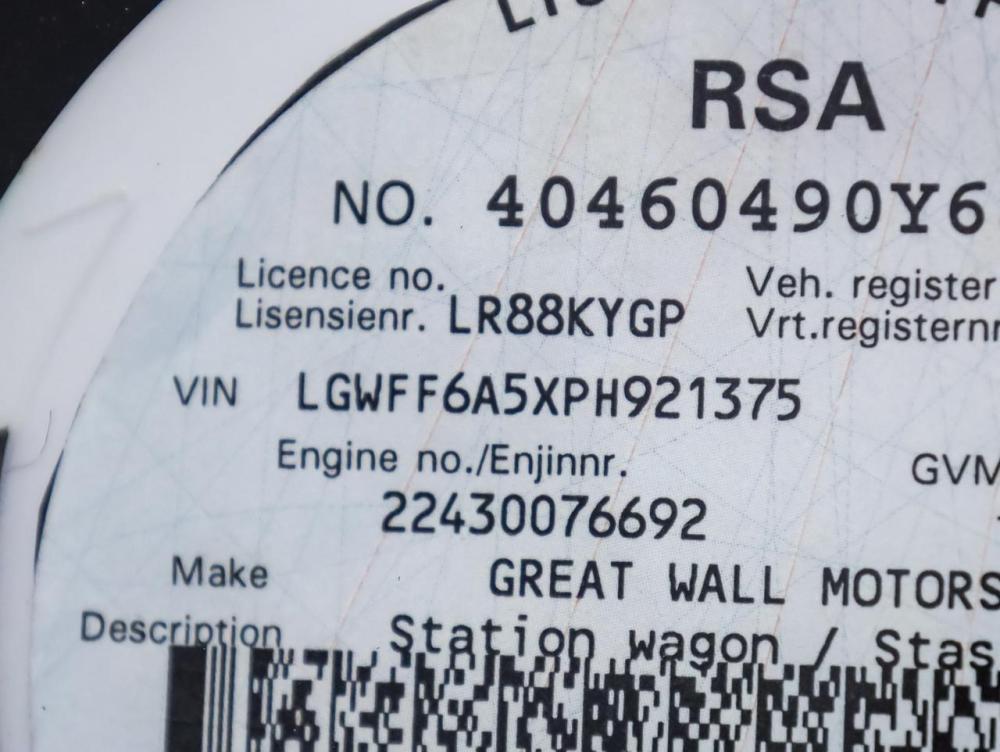 RSA
NO. 40460490Y6
Licence no. Veh. register
Lisensienr. LR88KYGP Vrt.registernr
VIN LGWFF6A5XPH921375
Engine no./Enjinnr. GVM
22430076692
Make GREAT WALL MOTORS
Description Station wagon / Stas